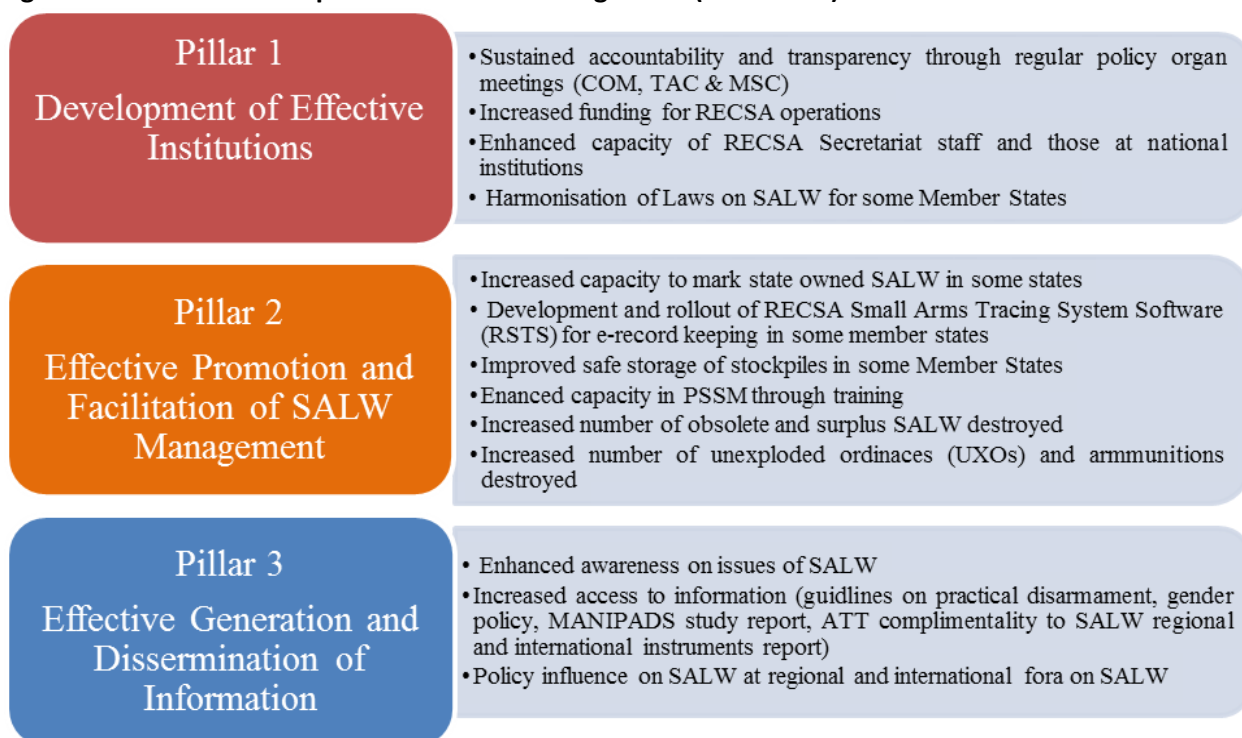 Pillar 1
Development of Effective
Institutions
•Sustained accountability and transparency through regular policy organ
meetings (COM, TAC & MSC)
•Increased funding for RECSA operations
•Enhanced capacity of RECSA Secretariat staff and those at national
institutions
• Harmonisation of Laws on SALW for some Member States
Pillar 2
Effective Promotion and
Facilitation of SALW
Management
•Increased capacity to mark state owned SALW in some states
• Development and rollout of RECSA Small Arms Tracing System Software
(RSTS) for e-record keeping in some member states
•Improved safe storage of stockpiles in some Member States
•Enanced capacity in PSSM through training
•Increased number of obsolete and surplus SALW destroyed
•Increased number of unexploded ordinaces (UXOs) and armmunitions
destroyed
Pillar 3
Effective Generation and
Dissermination of
Information
• Enhanced awareness on issues of SALW
•Increased access to information (guidlines on practical disarmament, gender
policy, MANIPADS study report, ATT complimentality to SALW regional
and international instruments report)
•Policy influence on SALW at regional and international fora on SALW